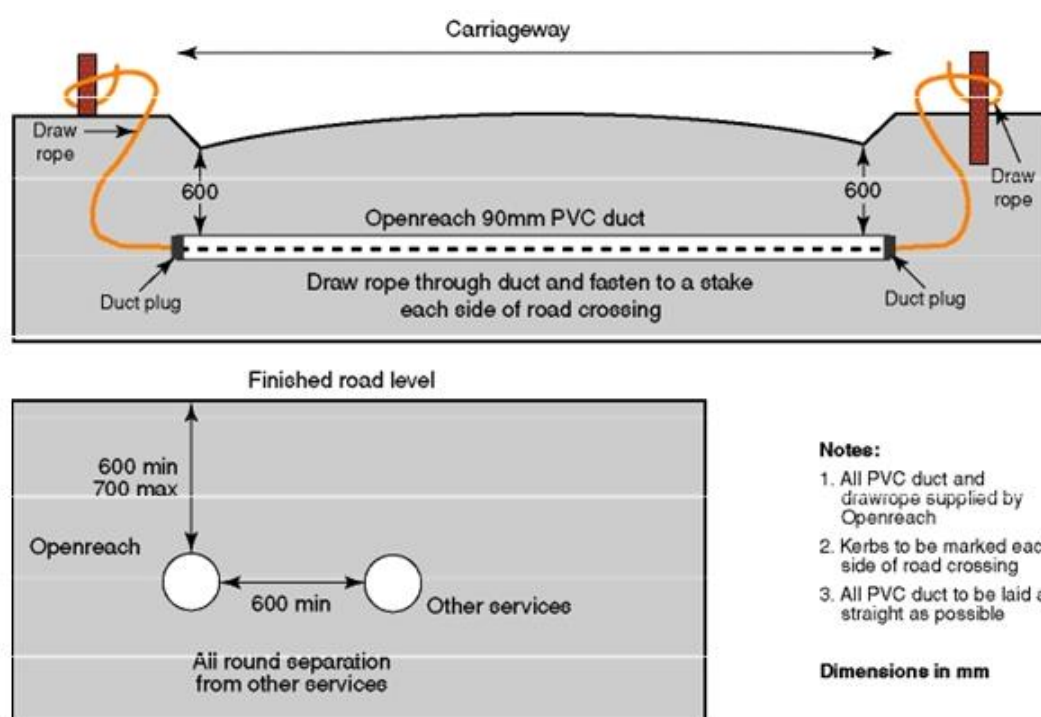 Carriageway
Draw
rope
600
600
Draw
rope
Openreach 90mm PVC duct
Draw rope through duct and fasten to a stake
each side of road crossing
Duct plug
Duct plug
Finished road level
600 min
700 max
Openreach
600 min
Other services
All round separation
from other services
Notes:
1. All PVC duct and
drawrope supplied by
Openreach
2. Kerbs to be marked
side of road crossing
3. All PVC duct to be laid
straight as possible
Dimensions in mm